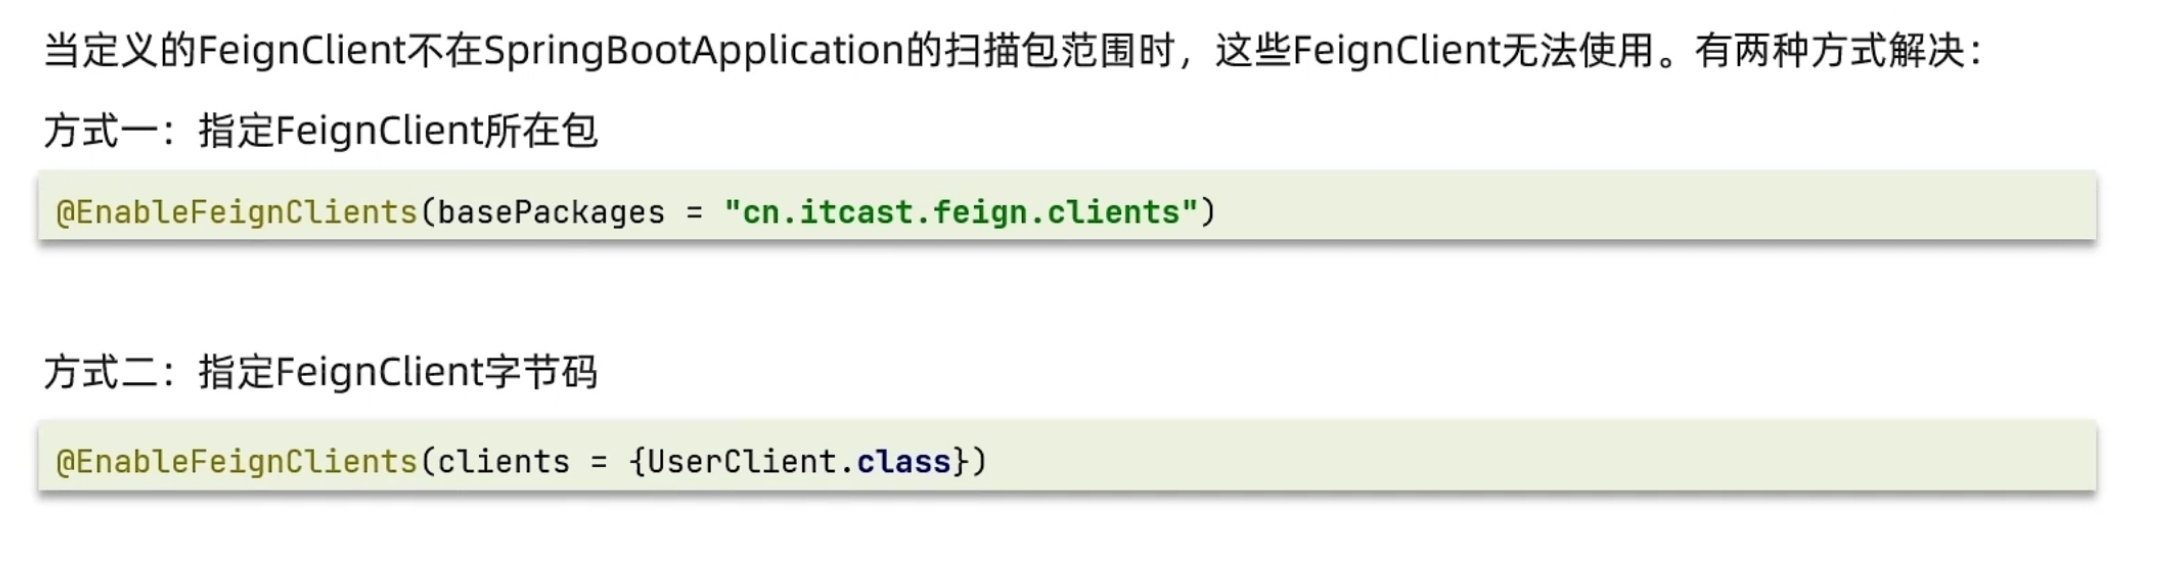 当定义的FeignClient不在SpringBootApplication的扫描包范围时，这些FeignClient无法使用。有两种方式解决：
方式一：指定FeignClient所在包
@EnableFeignClients(basePackages = "cn.itcast.feign.clients")
方式二：指定FeignClient字节码
@EnableFeignClients(clients = {UserClient.class})